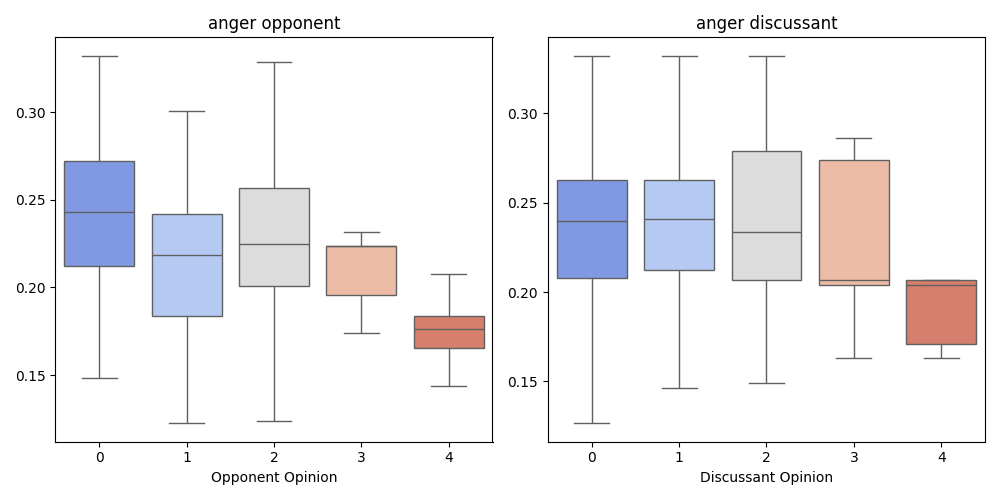 anger opponent
0.30
0.25
0.20
0.15
0 1 2 3 4
Opponent Opinion
anger discussant
0.30
0.25
0.20
0.15
0 1 2 3 4
Discussant Opinion